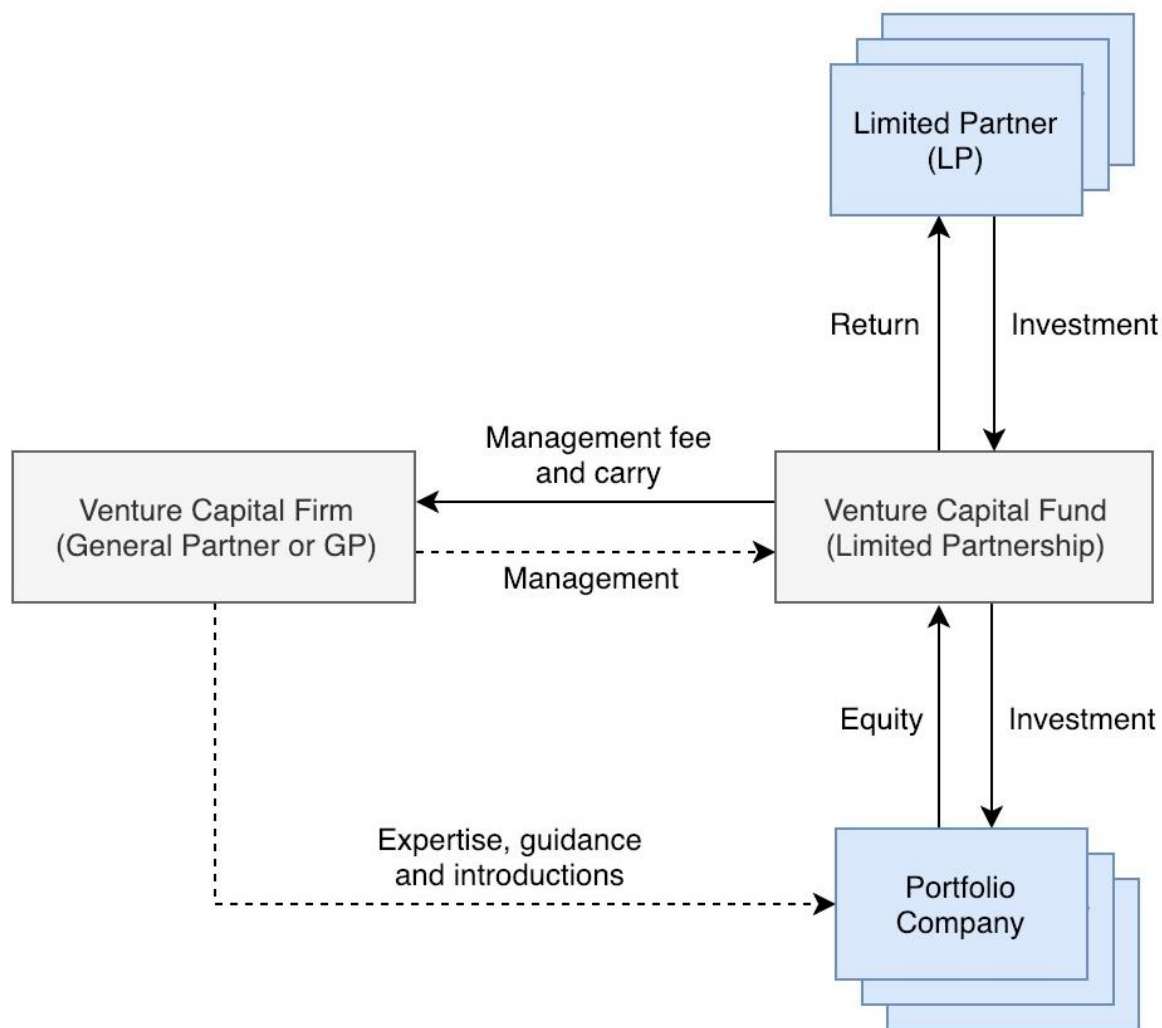 Limited Partner
(LP)
Return
Investment
Management fee
and carry
Venture Capital Firm
(General Partner or GP)
Venture Capital Fund
(Limited Partnership)
Management
Equity
Investment
Expertise, guidance
and introductions
Portfolio
Company